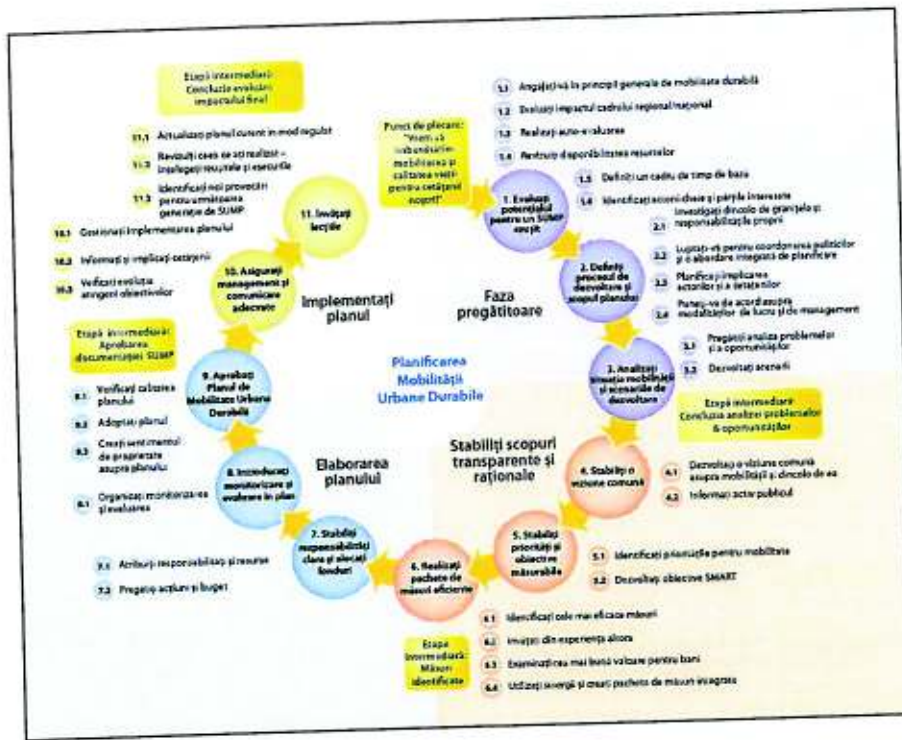 Etapă intermediară:
Concluzia evaluării
impactului final
11.1 Actualizați planul curent în mod regulat
11.2 Revizuiți ceea ce ați realizat –
înțelegeți reușitele și eșecurile
11.3 Identificați noi provocări
pentru următoarea
generație de SUMP
Punct de plecare:
"Vrem să
îmbunătățim
mobilitatea și
calitatea vieții
pentru cetățenii
noștri!"
1.1 Angajați-vă în principii generale de mobilitate durabilă
1.2 Evaluați impactul cadrului regional/național
1.3 Realizați auto-evaluarea
1.4 disponibilitatea resurselor
1.5 Definiți un cadru de timp de bază
1.6 Identificați actorii cheie și părțile interesate
1. Evaluați
potențialul
pentru un SUMP
reușit
2.1 Investigați dincolo de granițele și
responsabilitățile proprii
2.2 Luptați-vă pentru coordonarea politicilor
și o abordare integrată de planificare
2.3 Planificați implicarea
actorilor și a cetățenilor
2.4 Puneți-vă de acord asupra
modalităților de lucru și de management
2. Definiți
procesul de
dezvoltare și
scopul planului
3.1 Pregătiți analiza problemelor
și a oportunităților
3.2 Dezvoltați scenarii
3. Analizați
situația mobilității
și scenariile de
dezvoltare
Etapă intermediară:
Concluzia analizei problemelor
& oportunităților
Faza
pregătitoare
Implementați
planul
Planificarea
Mobilității
Urbane Durabile
Stabiliți scopuri
transparente și
raționale
Elaborarea
planului
4. Stabiliți o
viziune comună
4.1 Dezvoltați o viziune comună
asupra mobilității și dincolo de ea
4.2 Informați activ publicul
5. Stabiliți
priorități și
obiective
măsurabile
5.1 Identificați prioritățile pentru mobilitate
5.2 Dezvoltați obiective SMART
6. Realizați
pachete de
măsuri eficiente
6.1 Identificați cele mai eficace măsuri
6.2 Învățați din experiența altora
6.3 Examinați cea mai bună valoare pentru bani
6.4 Utilizați sinergii și creați pachete de măsuri integrate
Etapă
intermediară:
Măsuri
identificate
7. Stabiliți
responsabilități
clare și alocați
fonduri
7.1 Atribuiți responsabilități și resurse
7.2 Pregătiți acțiuni și buget
8. Introduceți
monitorizare și
evaluare în plan
8.1 Organizați monitorizarea
și evaluarea
9. Aprobați
Planul de
Mobilitate Urbană
Durabilă
Etapă intermediară:
Aprobarea
documentației SUMP
Verificați calitatea
planului
9.2 Adoptați planul
9.3 Creați sentimentul
de proprietate
asupra planului
10. Asigurați
management și
comunicare
adecvate
10.1 Gestionați implementarea planului
10.2 Informați și implicați cetățenii
10.3 Verificați evoluția
atingerii obiectivelor
11. Învățați
lecțiile